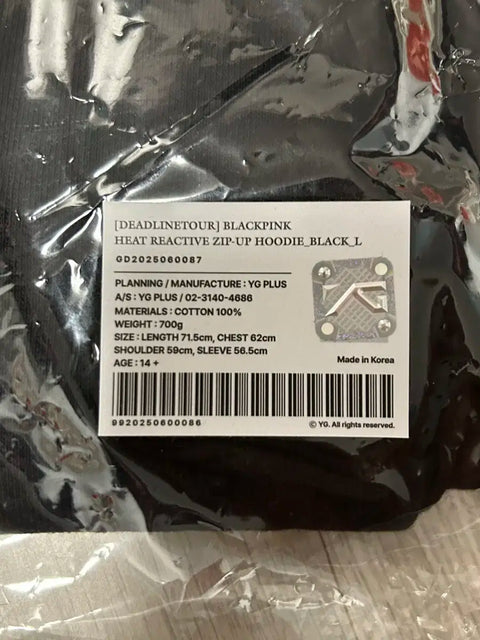 [DEADLINETOUR] BLACKPINK
HEAT REACTIVE ZIP-UP HOODIE_BLACK_L
GD2025060087
PLANNING / MANUFACTURE : YG PLUS
A/S : YG PLUS / 02-3140-4686
MATERIALS : COTTON 100%
WEIGHT : 700g
SIZE : LENGTH 71.5cm, CHEST 62cm
SHOULDER 59cm, SLEEVE 56.5cm
AGE : 14 +
YG
Made in Korea
9920250600086
© YG. All rights reserved.